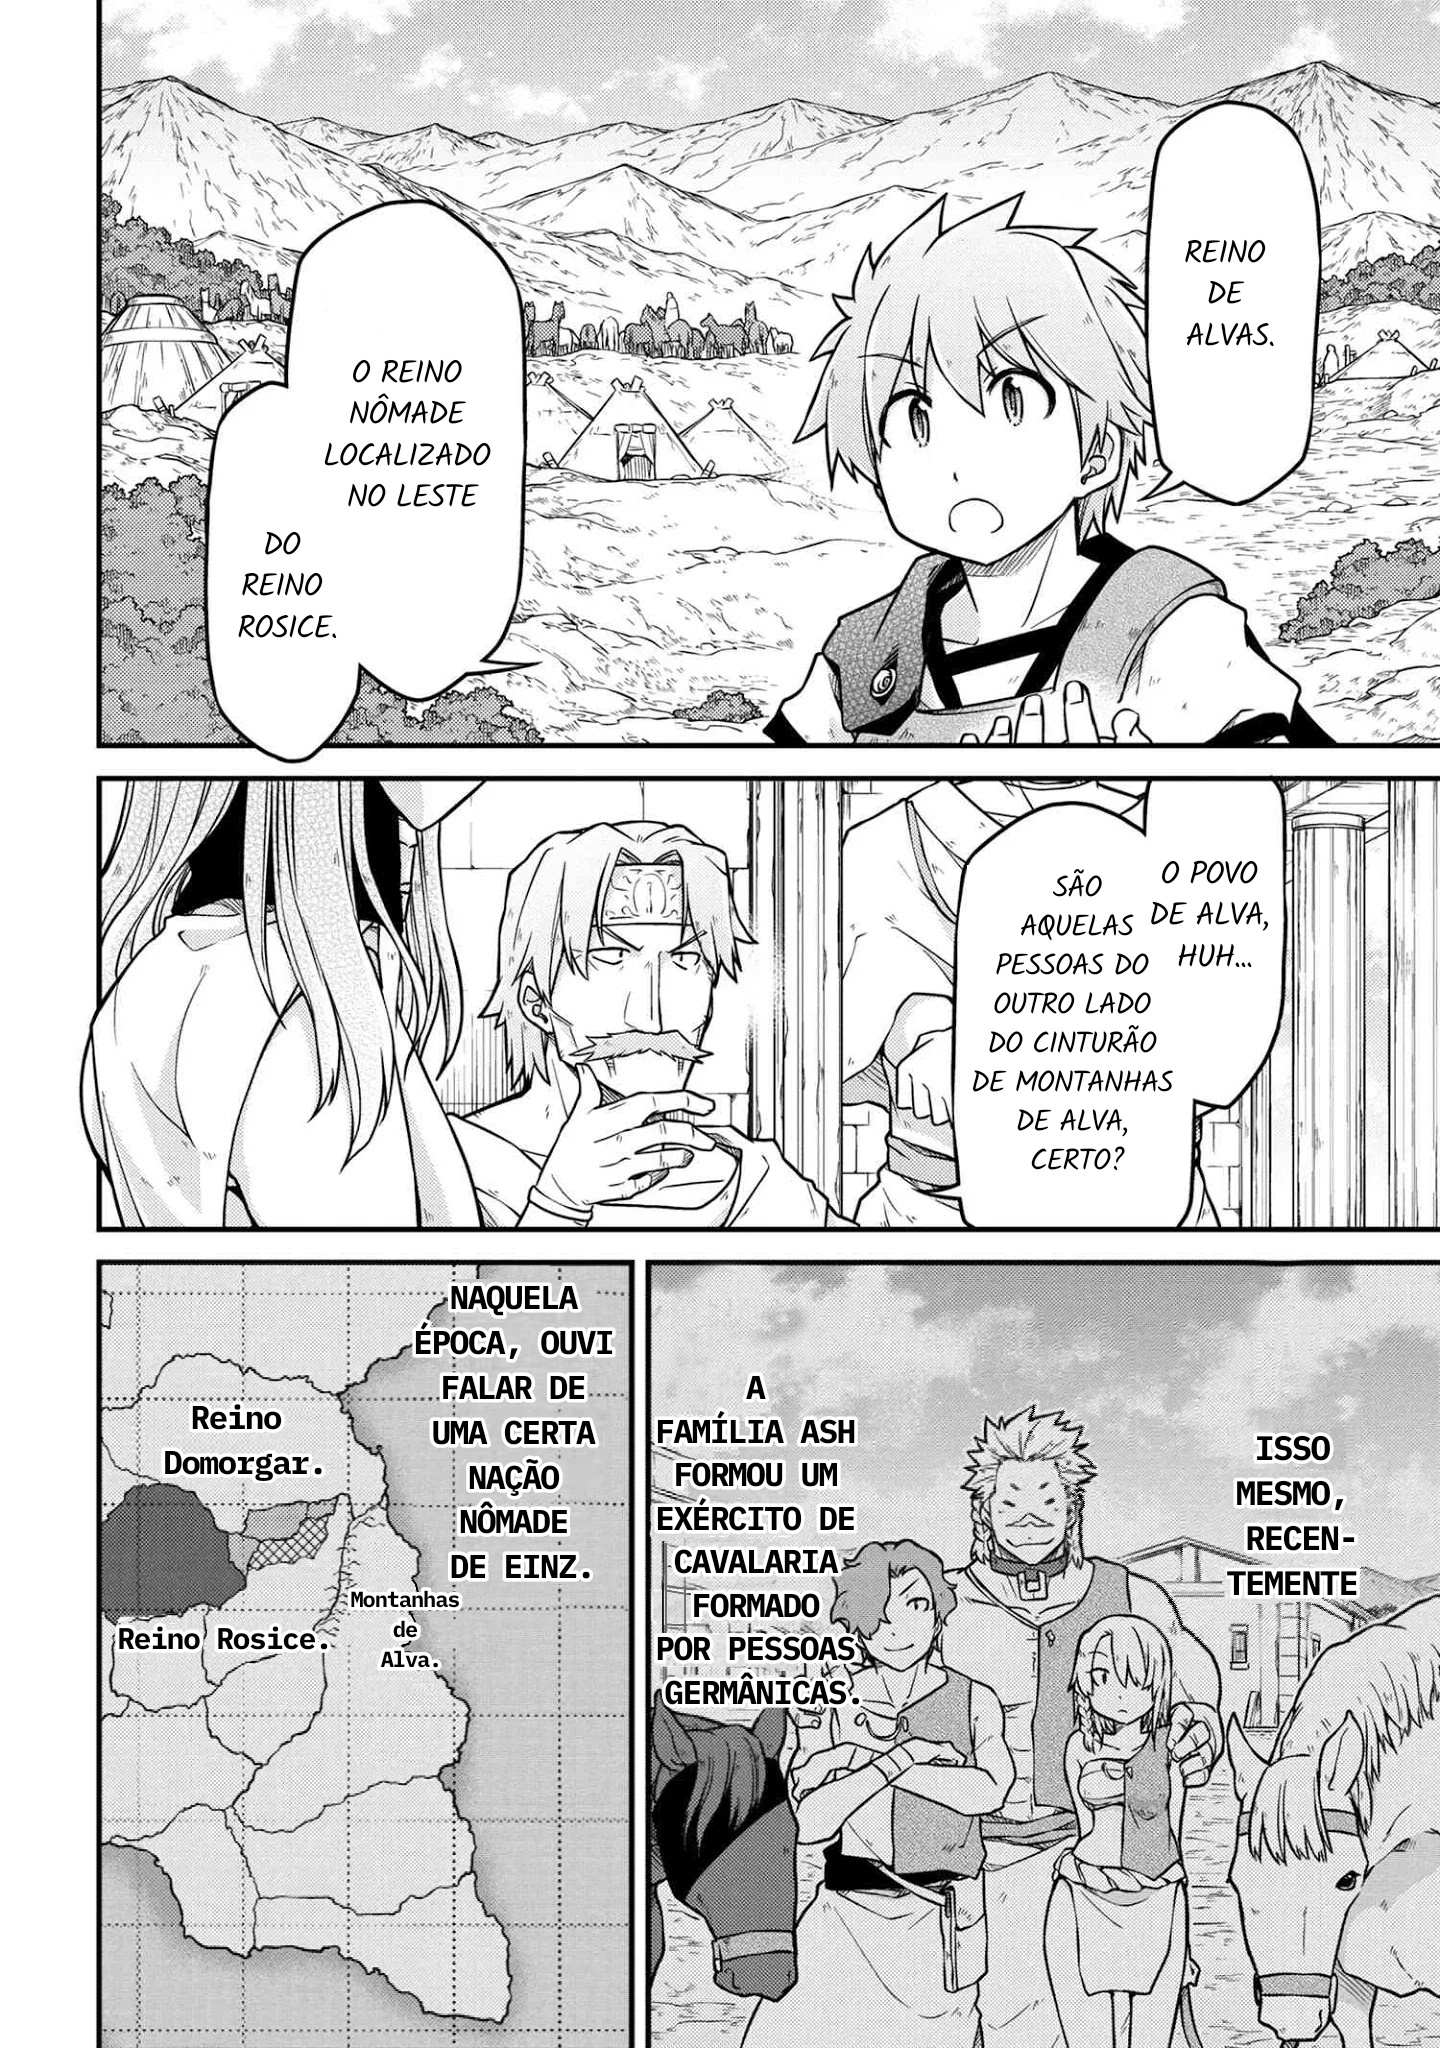 REINO
DE
ALVAS.
O REINO
NÔMADE
LOCALIZADO
NO LESTE
DO
REINO
ROSICE.
O POVO
DE ALVA,
HUH...
SÃO
AQUELAS
PESSOAS DO
OUTRO LADO
DO CINTURÃO
DE MONTANHAS
DE ALVA,
CERTO?
ISSO
MESMO,
RECEN-
TEMENTE
A
FAMÍLIA ASH
FORMOU UM
EXÉRCITO DE
CAVALARIA
FORMADO
POR PESSOAS
GERMÂNICAS.
NAQUELA
ÉPOCA, OUVI
FALAR DE
UMA CERTA
NAÇÃO
NÔMADE
DE EINZ.
Reino
Domorgar.
Reino Rosice.
Montanhas
de
Alva.